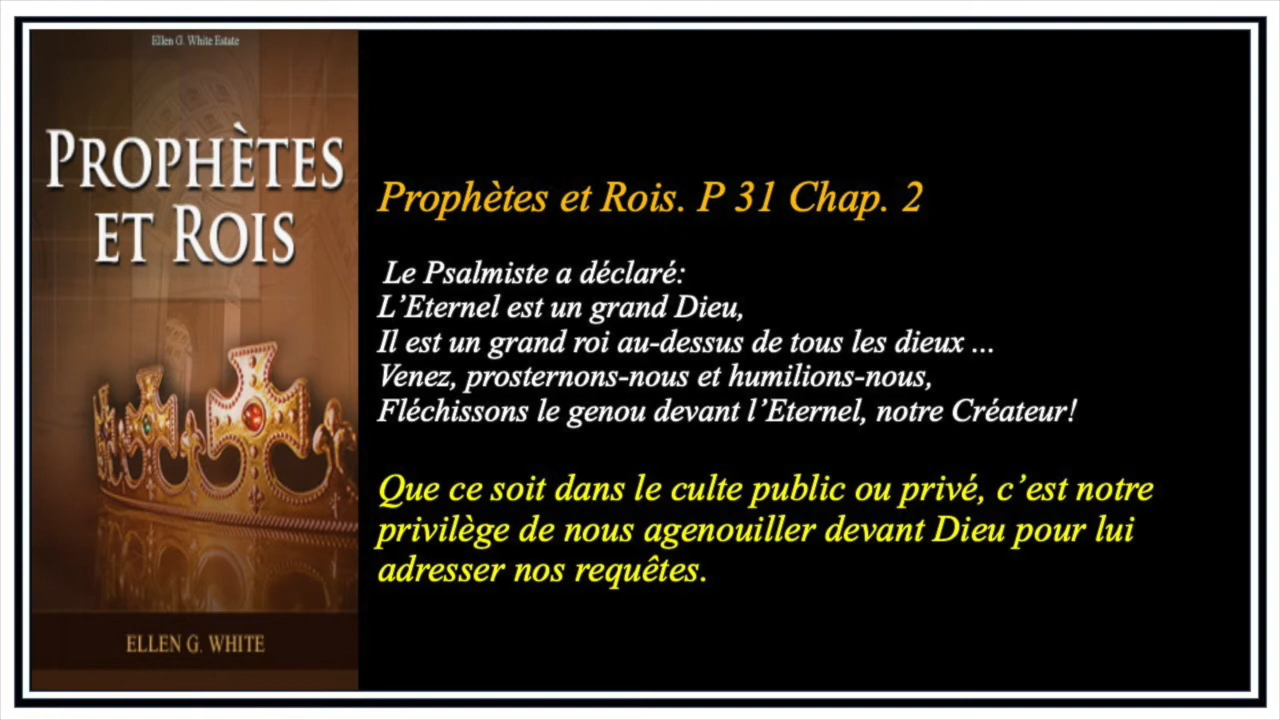 Ellen G. White Estate
PROPHÈTES
ET ROIS
ELLEN G. WHITE
Prophètes et Rois. P 31 Chap. 2
Le Psalmiste a déclaré:
L’Eternel est un grand Dieu,
Il est un grand roi au-dessus de tous les dieux ...
Venez, prosternons-nous et humilions-nous,
Fléchissons le genou devant l’Eternel, notre Créateur!
Que ce soit dans le culte public ou privé, c’est notre
privilège de nous agenouiller devant Dieu pour lui
adresser nos requêtes.